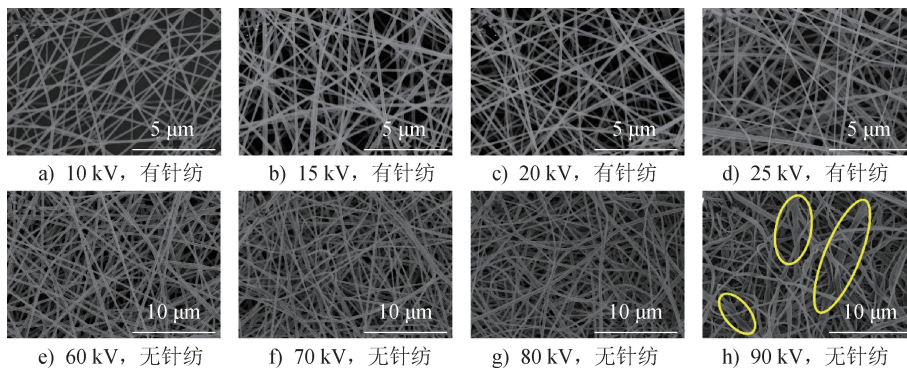 5 μm
5 μm
5 μm
5 μm
a) 10 kV，有针纺
b) 15 kV，有针纺
c) 20 kV，有针纺
d) 25 kV，有针纺
10 μm
10 μm
10 μm
10 μm
e) 60 kV，无针纺
f) 70 kV，无针纺
g) 80 kV，无针纺
h) 90 kV，无针纺